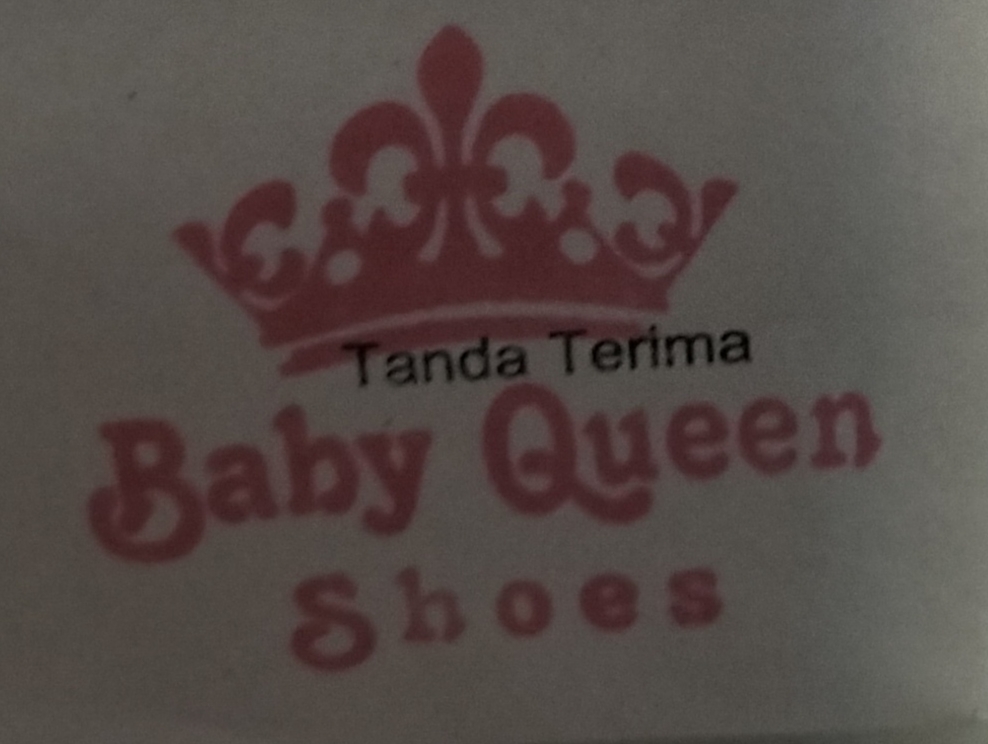 Tanda Terima
Baby Queen
Shoes